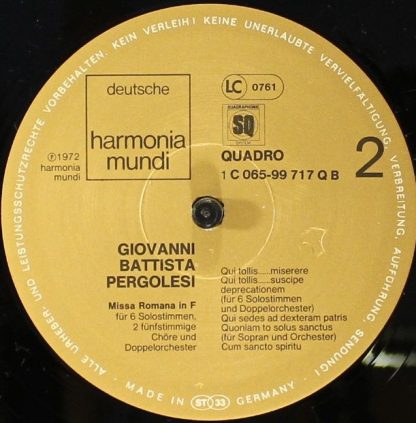 ALLE URHEBER- UND LEISTUNGSSCHUTZRECHTE VORBEHALTEN. KEIN VERLEIH! KEINE UNERLAUBTE VERVIELFÄLTIGUNG, VERBREITUNG, AUFFÜHRUNG, SENDUNG!
deutsche
harmonia
mundi
LC 0761
QUADRAPHONIC
SQ
QUADRO
1 C 065-99 717 Q B
2
℗ 1972
harmonia
mundi
GIOVANNI
BATTISTA
PERGOLESI
Missa Romana in F
für 6 Solostimmen,
2 fünfstimmige
Chöre und
Doppelorchester
Qui tollis.....miserere
Qui tollis.....suscipe
deprecationem
(für 6 Solostimmen
und Doppelorchester)
Qui sedes ad dexteram patris
Quoniam to solus sanctus
(für Sopran und Orchester)
Cum sancto spiritu
MADE IN ST 33 GERMANY